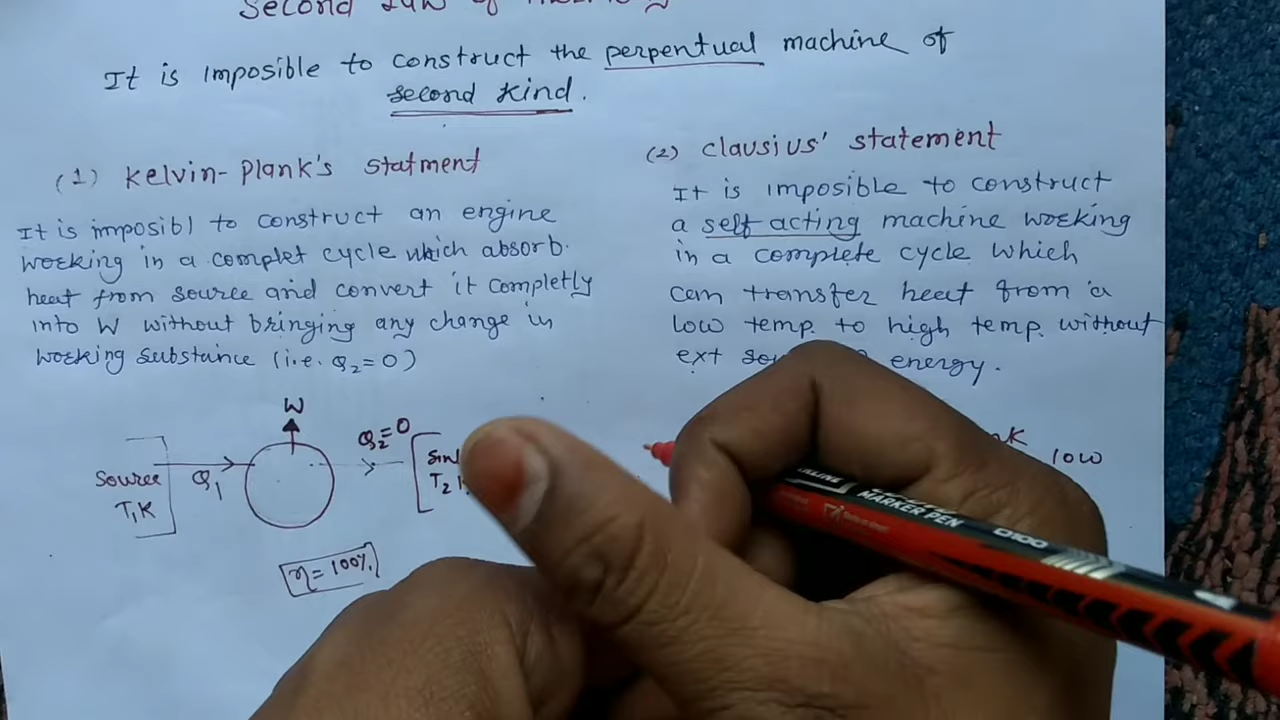 Second Law of
It is imposible to construct the perpentual machine of
second kind.
(1) Kelvin-Plank's statment
It is imposibl to construct an engine
working in a complet cycle which absorb.
heat from source and convert it completly
into W without bringing any change in
working substance (i.e. Q2=0)
(2) Clausius' statement
It is imposible to construct
a self acting machine working
in a complete cycle which
can transfer heat from a
low temp. to high temp. without
ext energy.
W
Q2=0
Source
T1K
Q1
T2
η=100%
low
MARKER PEN
D100